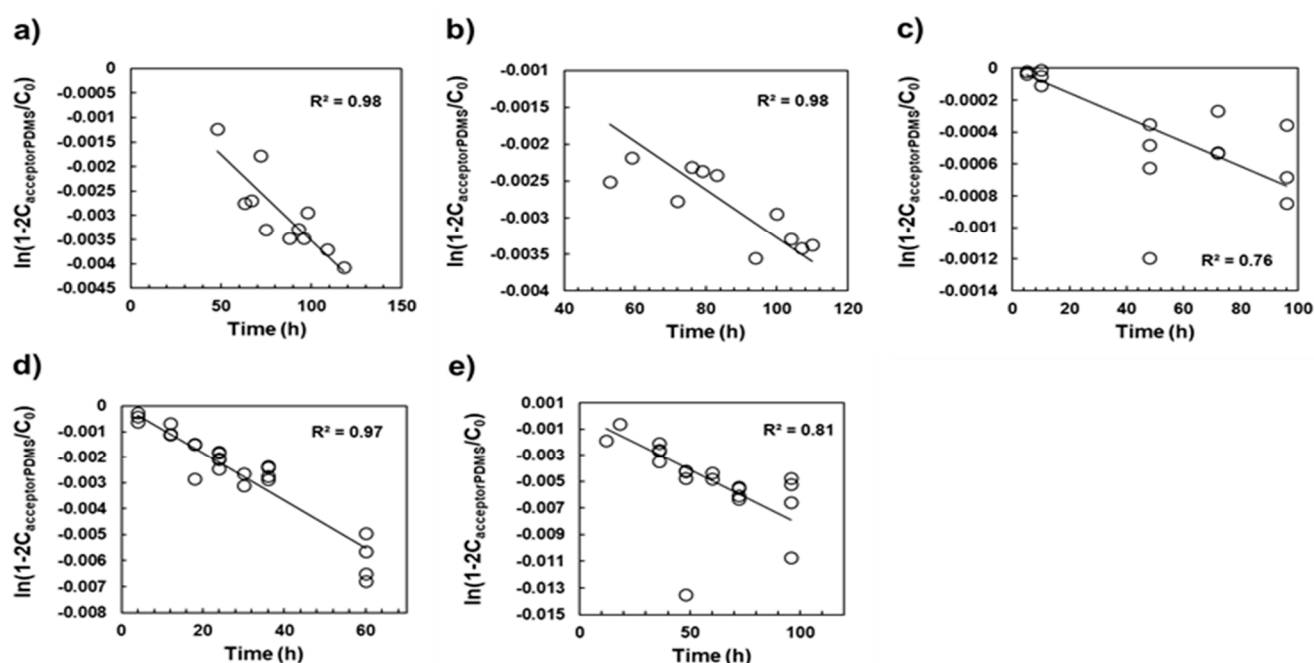 a)
0
-0.0005
-0.001
-0.0015
-0.002
-0.0025
-0.003
-0.0035
-0.004
-0.0045
ln(1-2CacceptorPDMS/C0)
R² = 0.98
0 50 100 150
Time (h)
b)
-0.001
-0.0015
-0.002
-0.0025
-0.003
-0.0035
-0.004
ln(1-2CacceptorPDMS/C0)
R² = 0.98
40 60 80 100 120
Time (h)
c)
0
-0.0002
-0.0004
-0.0006
-0.0008
-0.001
-0.0012
-0.0014
ln(1-2CacceptorPDMS/C0)
R² = 0.76
0 20 40 60 80 100
Time (h)
d)
0
-0.001
-0.002
-0.003
-0.004
-0.005
-0.006
-0.007
-0.008
ln(1-2CacceptorPDMS/C0)
R² = 0.97
0 20 40 60
Time (h)
e)
0.001
-0.001
-0.003
-0.005
-0.007
-0.009
-0.011
-0.013
-0.015
ln(1-2CacceptorPDMS/C0)
R² = 0.81
0 50 100
Time (h)